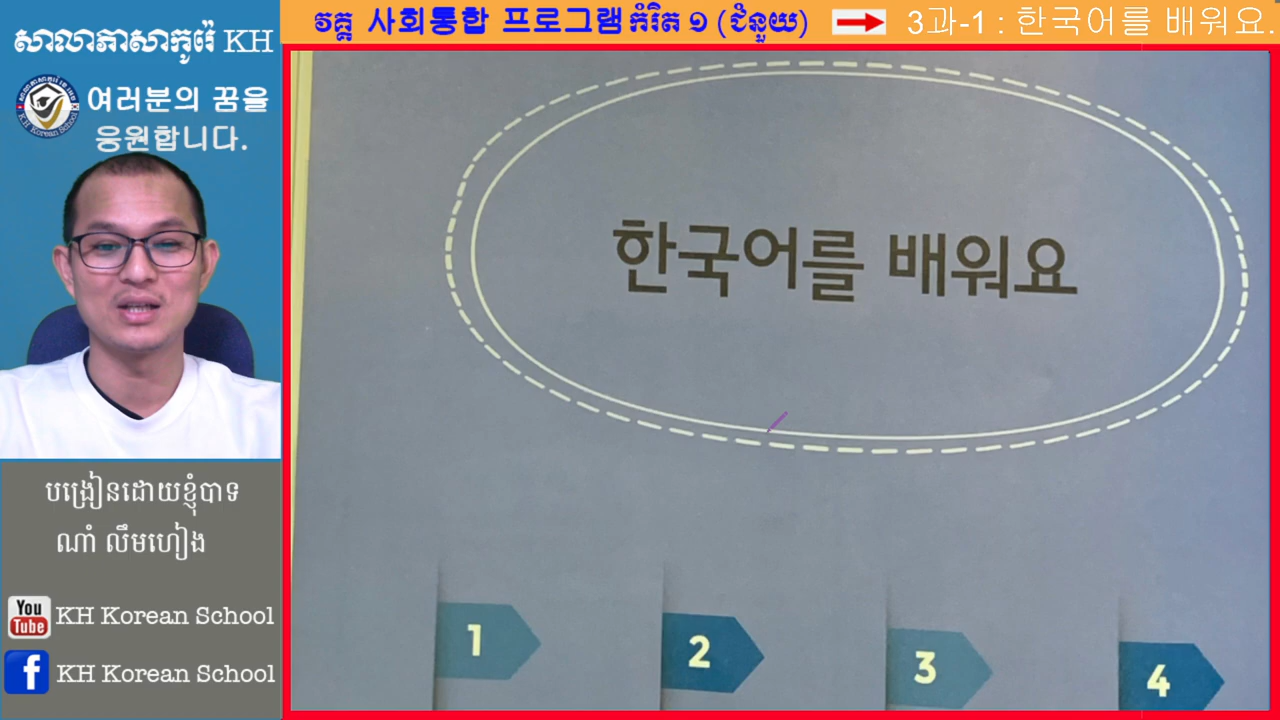 សាលាភាសាកូរ៉េ KH
여러분의 꿈을
응원합니다.
វគ្គ 사회통합 프로그램 កំរិត ១ (ជំនួយ)
3과-1 : 한국어를 배워요.
한국어를 배워요
1
2
3
4
បង្រៀនដោយខ្ញុំបាទ
ណាំ លឹមហៀង
You
Tube
KH Korean School
f
KH Korean School